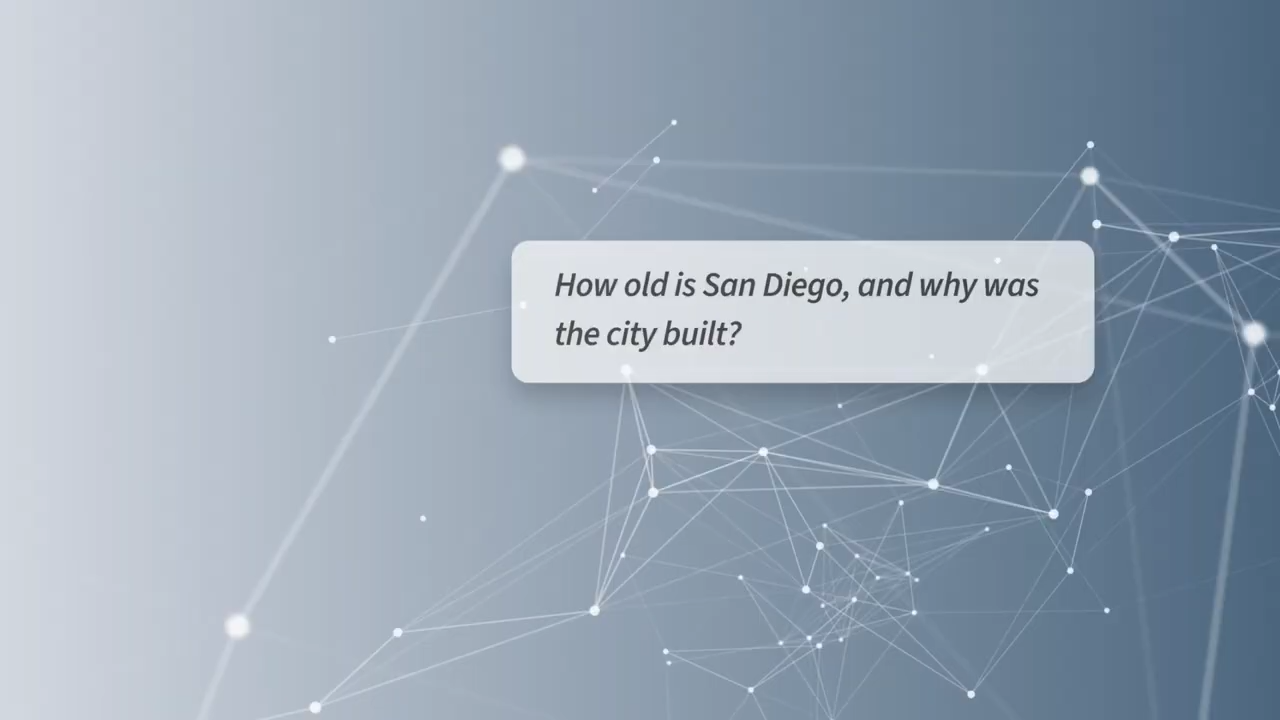 How old is San Diego, and why was
the city built?